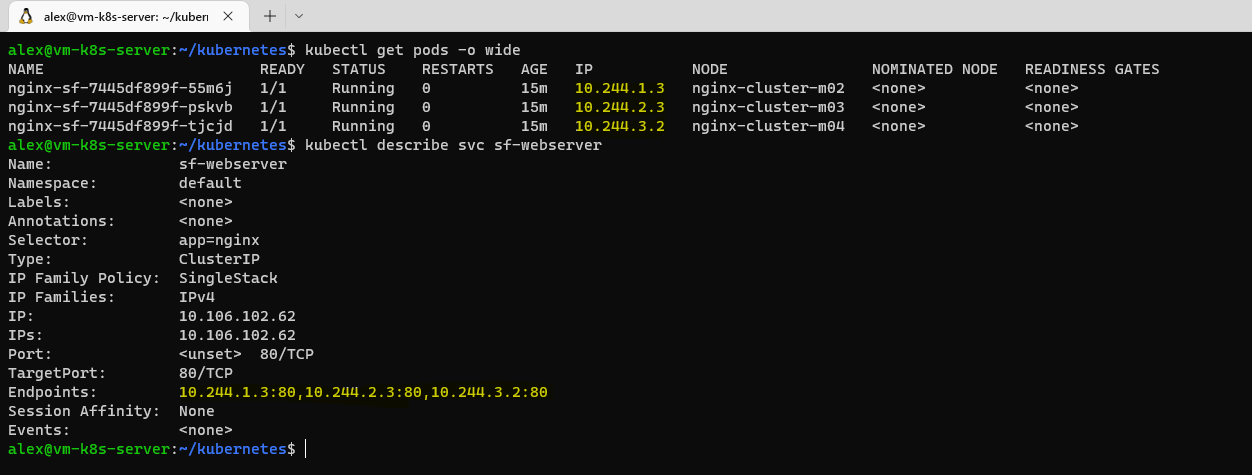 alex@vm-k8s-server: ~/kubern
alex@vm-k8s-server:~/kubernetes$ kubectl get pods -o wide
NAME READY STATUS RESTARTS AGE IP NODE NOMINATED NODE READINESS GATES
nginx-sf-7445df899f-55m6j 1/1 Running 0 15m 10.244.1.3 nginx-cluster-m02 <none> <none>
nginx-sf-7445df899f-pskvb 1/1 Running 0 15m 10.244.2.3 nginx-cluster-m03 <none> <none>
nginx-sf-7445df899f-tjcjd 1/1 Running 0 15m 10.244.3.2 nginx-cluster-m04 <none> <none>
alex@vm-k8s-server:~/kubernetes$ kubectl describe svc sf-webserver
Name: sf-webserver
Namespace: default
Labels: <none>
Annotations: <none>
Selector: app=nginx
Type: ClusterIP
IP Family Policy: SingleStack
IP Families: IPv4
IP: 10.106.102.62
IPs: 10.106.102.62
Port: <unset> 80/TCP
TargetPort: 80/TCP
Endpoints: 10.244.1.3:80,10.244.2.3:80,10.244.3.2:80
Session Affinity: None
Events: <none>
alex@vm-k8s-server:~/kubernetes$